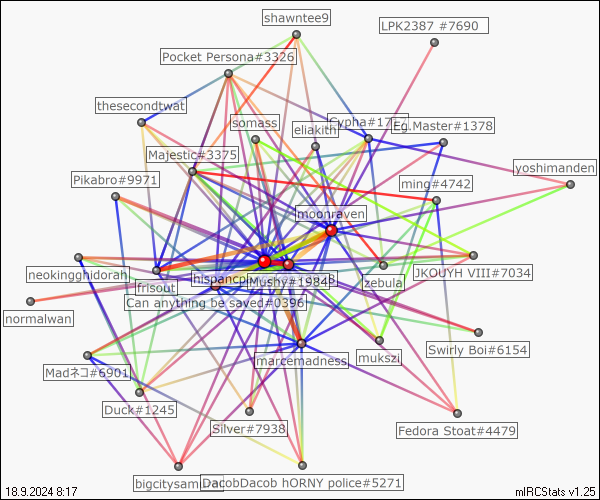 shawntee9
LPK2387 #7690
Pocket Persona#3326
thesecondtwat
somass
eliakith
Cypha#17
Eg.Master#1378
Majestic#3375
yoshimanden
Pikabro#9971
ming#4742
moonraven
neokingghidorah
frisout
Mushy#1984
zebula
JKOUYH VIII#7034
Can anything be saved#0396
normalwan
marcemadness
mukszi
Swirly Boi#6154
Madネコ#6901
Duck#1245
Silver#7938
Fedora Stoat#4479
DacobDacob hORNY police#5271
18.9.2024 8:17
mIRCStats v1.25